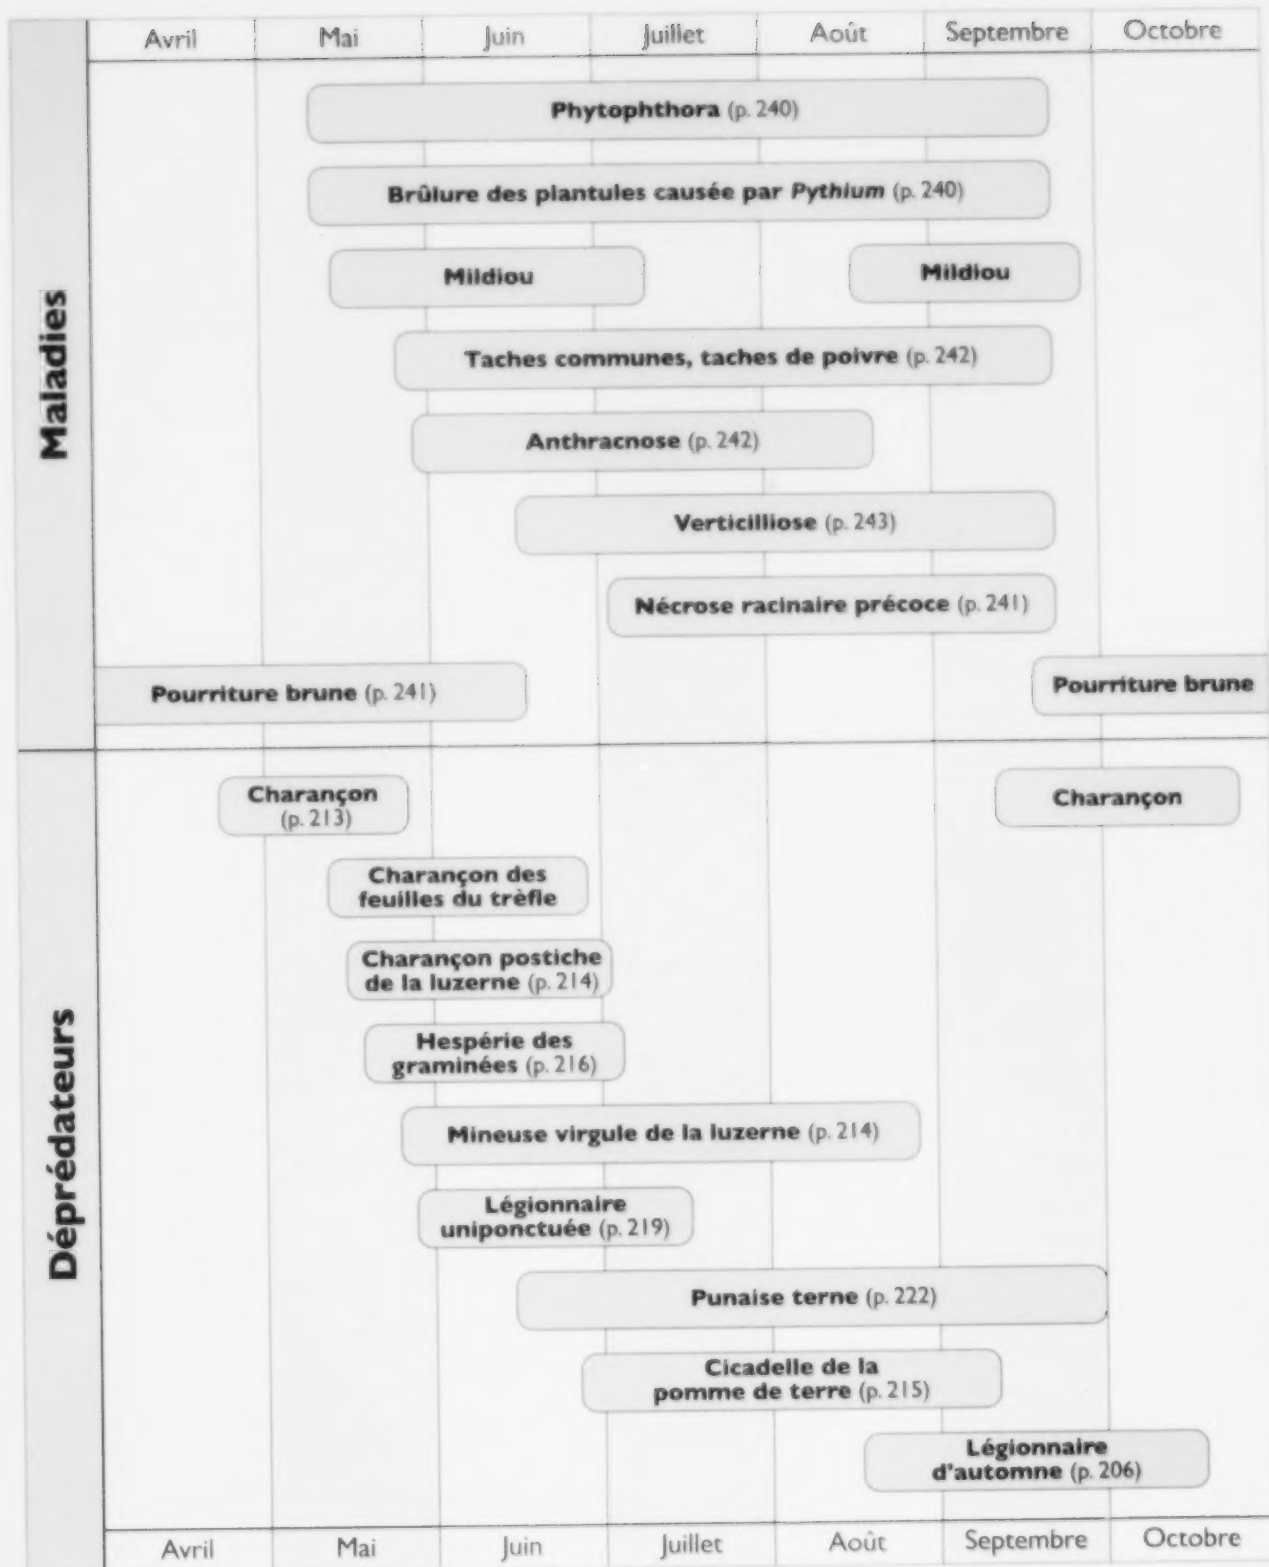 Avril Mai Juin Juillet Août Septembre Octobre
Maladies
Phytophthora (p. 240)
Brûlure des plantules causée par Pythium (p. 240)
Mildiou Mildiou
Taches communes, taches de poivre (p. 242)
Anthracnose (p. 242)
Verticilliose (p. 243)
Nécrose racinaire précoce (p. 241)
Pourriture brune (p. 241) Pourriture brune
Déprédateurs
Charançon
(p. 213)
Charançon
Charançon des
feuilles du trèfle
Charançon postiche
de la luzerne (p. 214)
Hespérie des
graminées (p. 216)
Mineuse virgule de la luzerne (p. 214)
Légionnaire
uniponctuée (p. 219)
Punaise terne (p. 222)
Cicadelle de la
pomme de terre (p. 215)
Légionnaire
d'automne (p. 206)
Avril Mai Juin Juillet Août Septembre Octobre